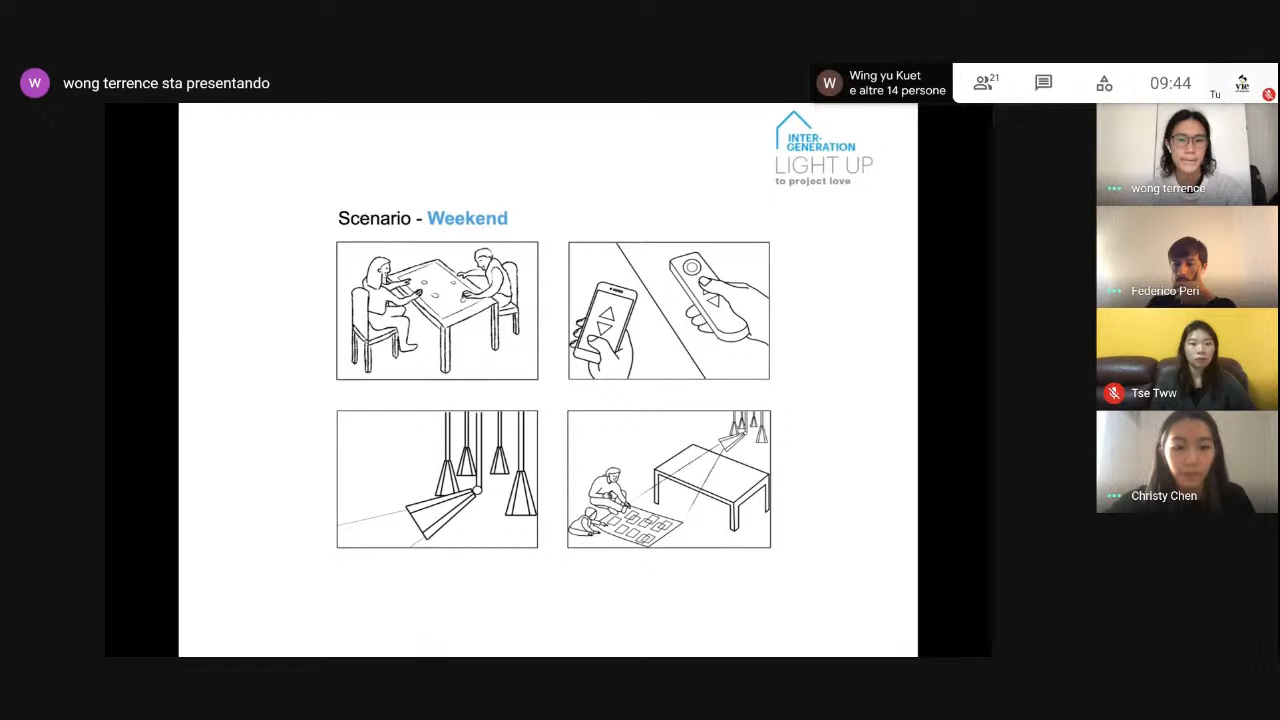 W
wong terrence sta presentando
W
Wing yu Kuet
e altre 14 persone
21
09:44
Tu
vie
INTER-
GENERATION
LIGHT UP
to project love
Scenario - Weekend
wong terrence
Federico Peri
Tse Tww
Christy Chen